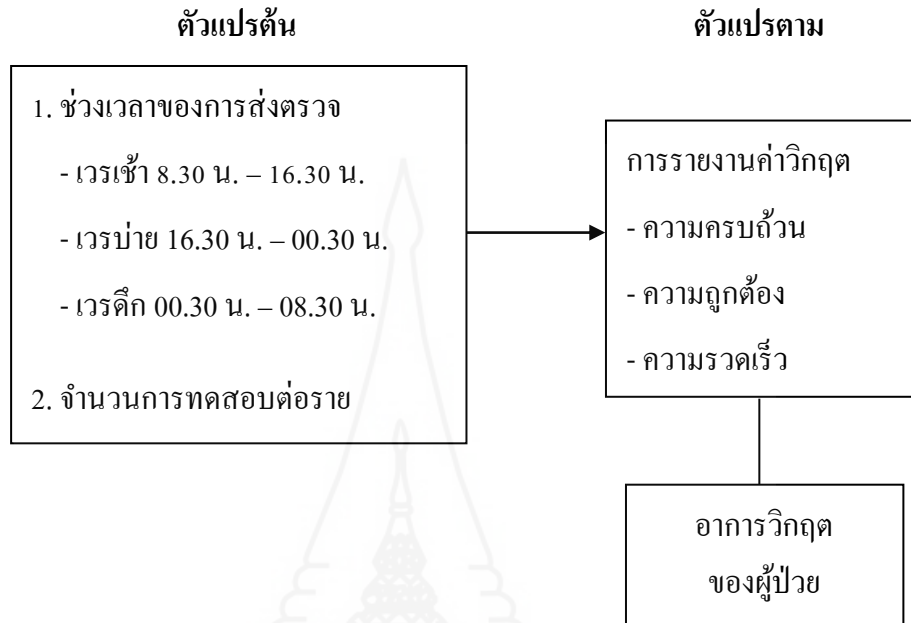 ตัวแปรต้น
1. ช่วงเวลาของการส่งตรวจ
- เวรเช้า 8.30 น. – 16.30 น.
- เวรบ่าย 16.30 น. – 00.30 น.
- เวรดึก 00.30 น. – 08.30 น.
2. จำนวนการทดสอบต่อราย
ตัวแปรตาม
การรายงานค่าวิกฤต
- ความครบถ้วน
- ความถูกต้อง
- ความรวดเร็ว
อาการวิกฤต
ของผู้ป่วย